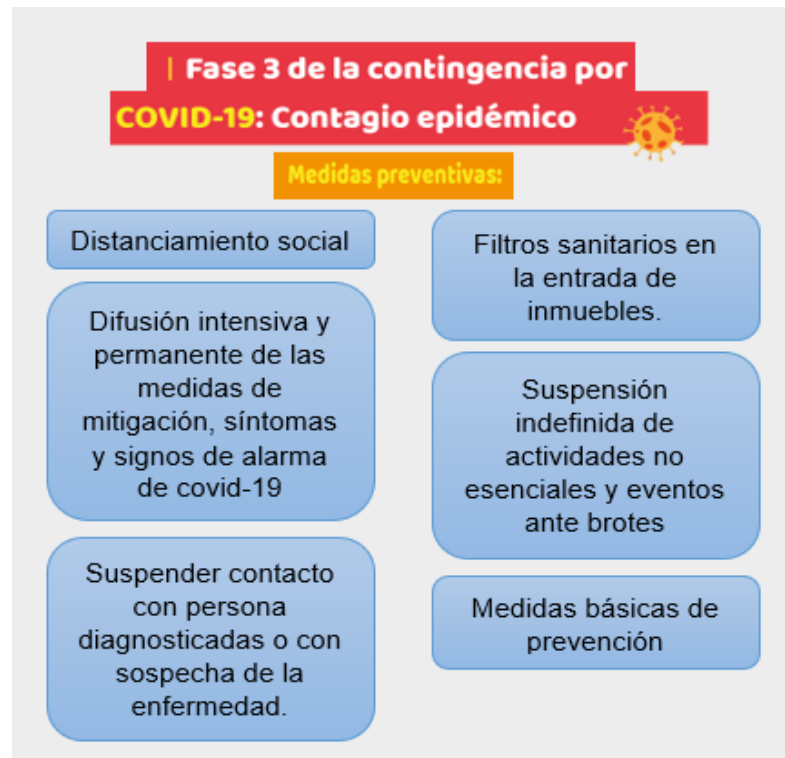 | Fase 3 de la contingencia por
COVID-19: Contagio epidémico
Medidas preventivas:
Distanciamiento social
Difusión intensiva y
permanente de las
medidas de
mitigación, síntomas
y signos de alarma
de covid-19
Suspender contacto
con persona
diagnosticadas o con
sospecha de la
enfermedad.
Filtros sanitarios en
la entrada de
inmuebles.
Suspensión
indefinida de
actividades no
esenciales y eventos
ante brotes
Medidas básicas de
prevención